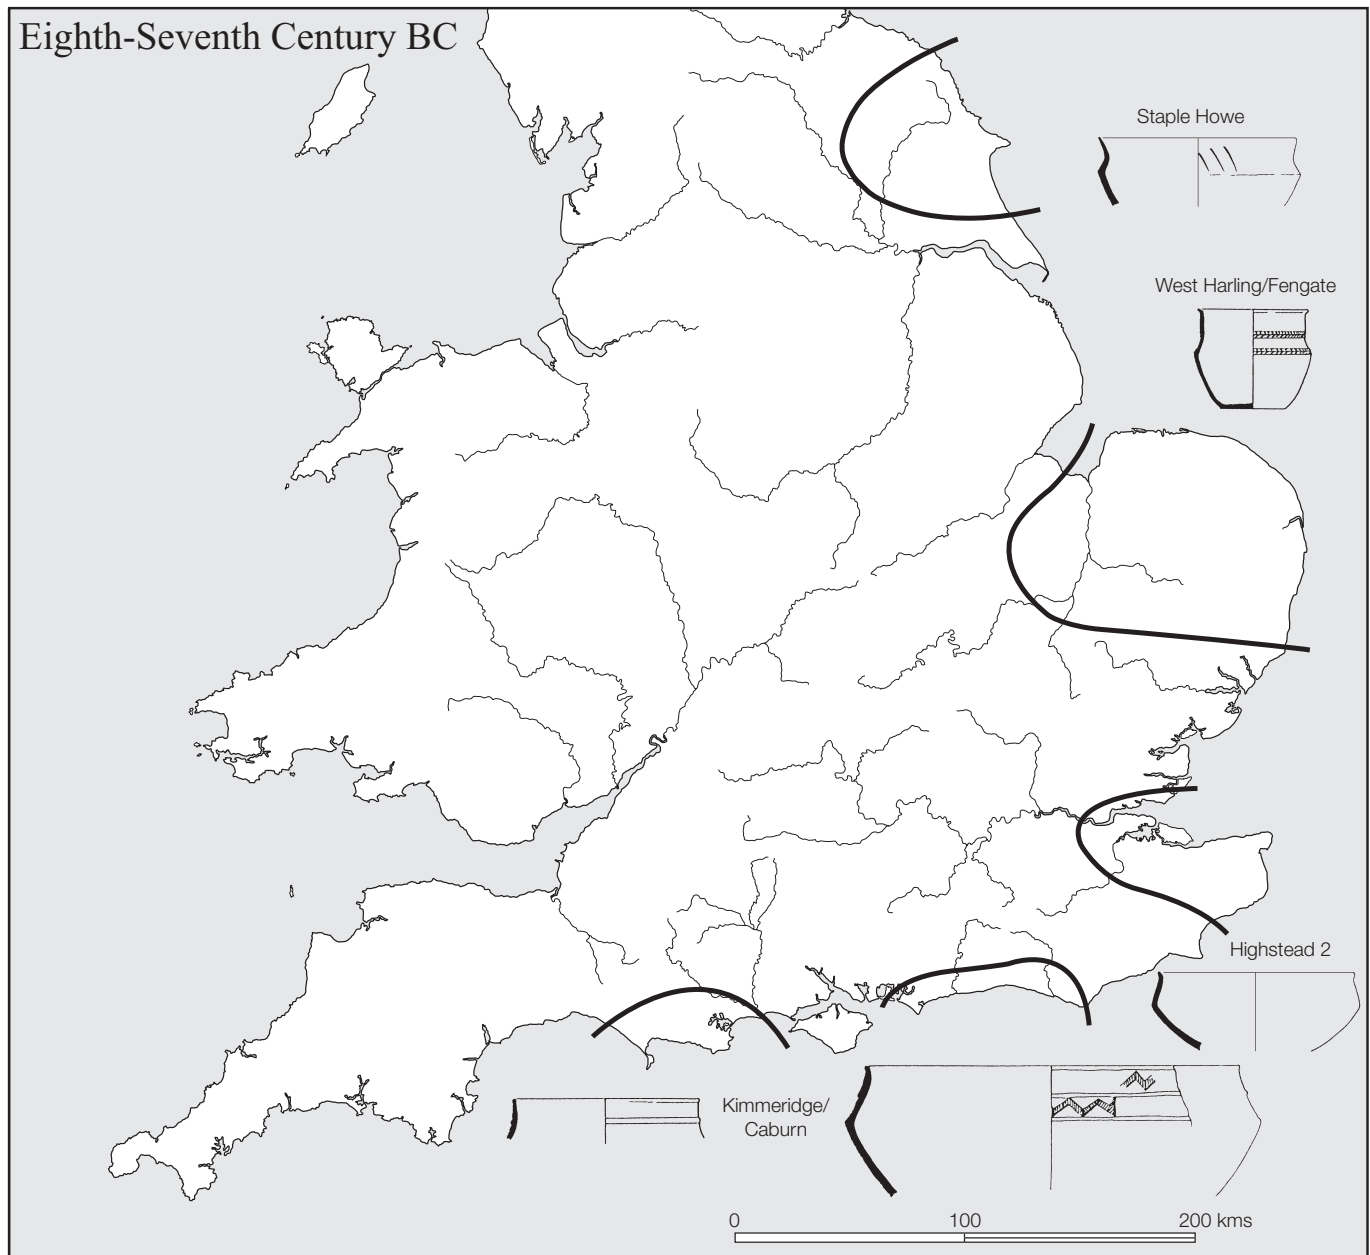 Eighth-Seventh Century BC
Staple Howe
West Harling/Fengate
Highstead 2
Kimmeridge/
Caburn
0 100 200 kms